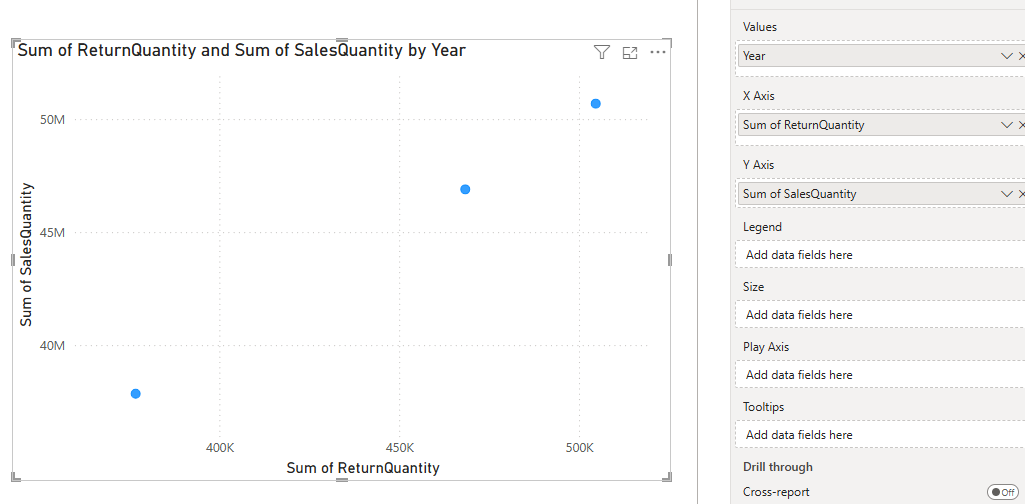 Sum of ReturnQuantity and Sum of SalesQuantity by Year
50M
45M
40M
Sum of SalesQuantity
400K
450K
500K
Sum of ReturnQuantity
Values
Year
X Axis
Sum of ReturnQuantity
Y Axis
Sum of SalesQuantity
Legend
Add data fields here
Size
Add data fields here
Play Axis
Add data fields here
Tooltips
Add data fields here
Drill through
Cross-report
Off